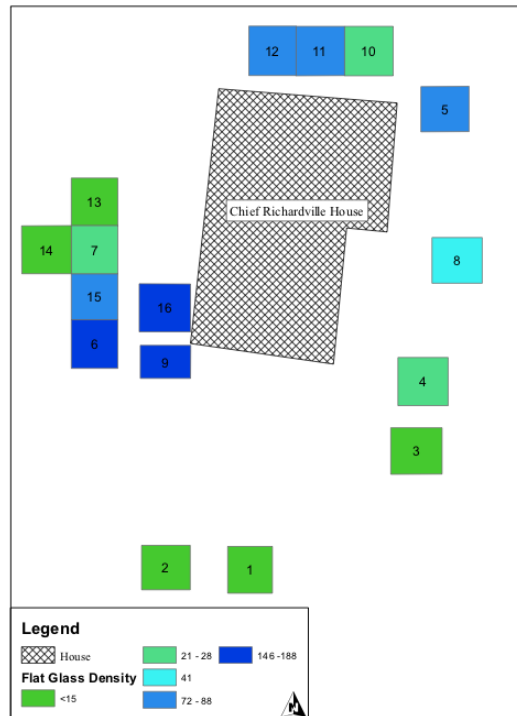 12 11 10
5
Chief Richardville House
13
14 7
8
15
16
6
9
4
3
2 1
Legend
House
Flat Glass Density
<15
21 - 28
41
72 - 88
146 -188
N